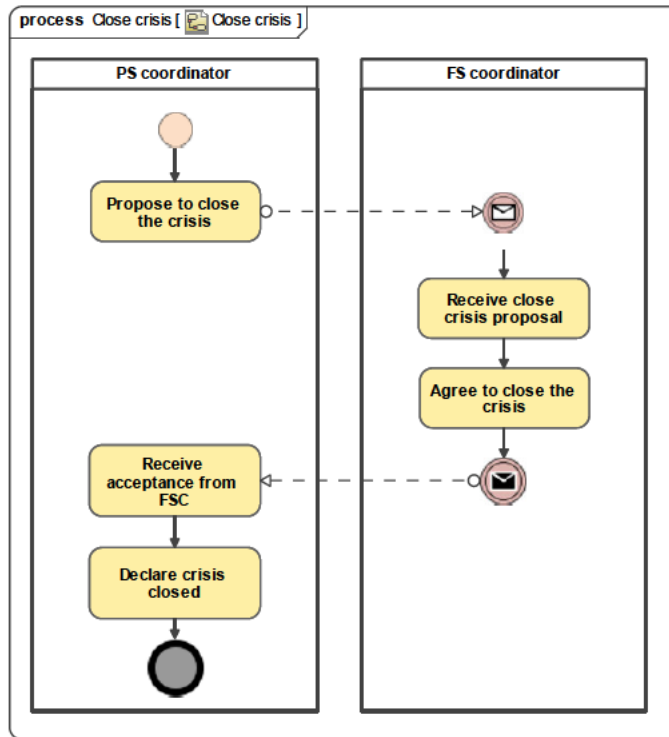 process Close crisis [ Close crisis ]
PS coordinator
FS coordinator
Propose to close
the crisis
Receive close
crisis proposal
Agree to close the
crisis
Receive
acceptance from
FSC
Declare crisis
closed